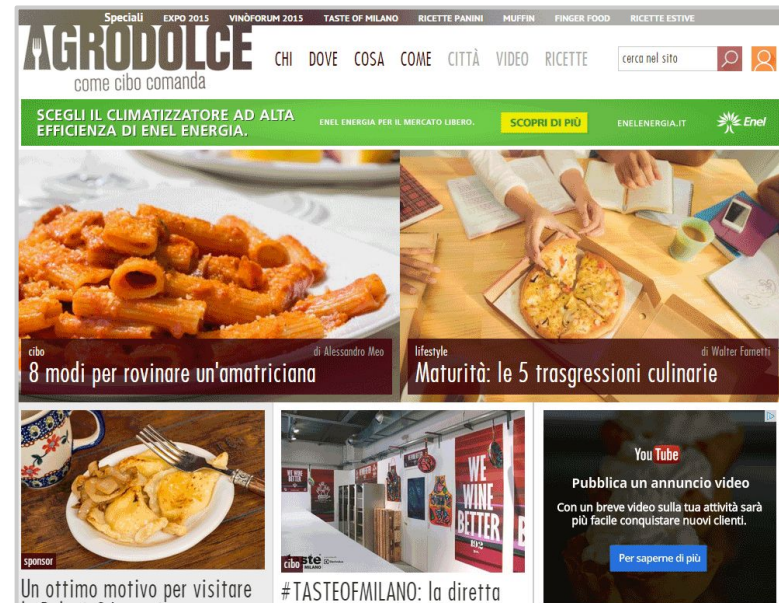 Speciali EXPO 2015 VINÒFORUM 2015 TASTE OF MILANO RICETTE PANINI MUFFIN FINGER FOOD RICETTE ESTIVE
AGRODOLCE
come cibo comanda
CHI DOVE COSA COME CITTÀ VIDEO RICETTE
cerca nel sito
SCEGLI IL CLIMATIZZATORE AD ALTA
EFFICIENZA DI ENEL ENERGIA.
ENEL ENERGIA PER IL MERCATO LIBERO.
SCOPRI DI PIÙ
ENELENERGIA.IT
Enel
cibo
di Alessandro Meo
8 modi per rovinare un'amatriciana
lifestyle
di Walter Farnetti
Maturità: le 5 trasgressioni culinarie
sponsor
Un ottimo motivo per visitare
WE
WINE
BETTER
cibo
#TASTEOFMILANO: la diretta
YouTube
Pubblica un annuncio video
Con un breve video sulla tua attività sarà
più facile conquistare nuovi clienti.
Per saperne di più